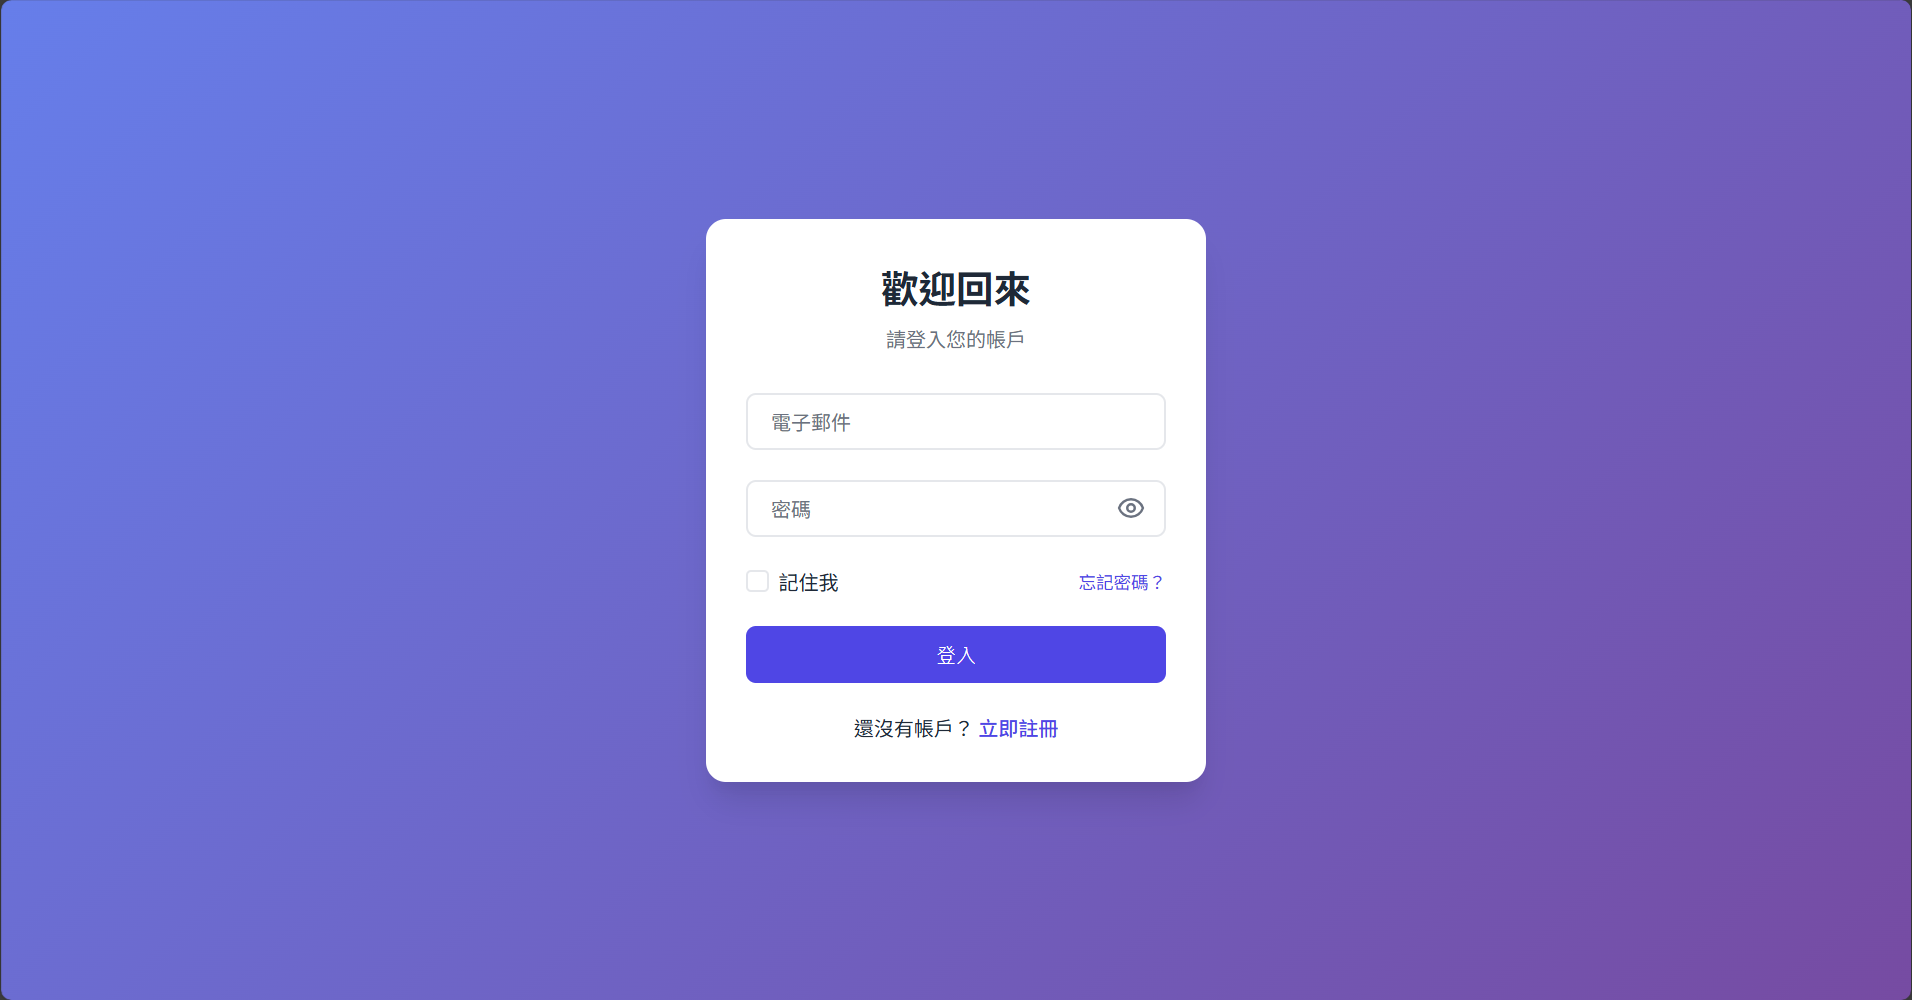 歡迎回來
請登入您的帳戶
電子郵件
密碼
記住我 忘記密碼？
登入
還沒有帳戶？ 立即註冊